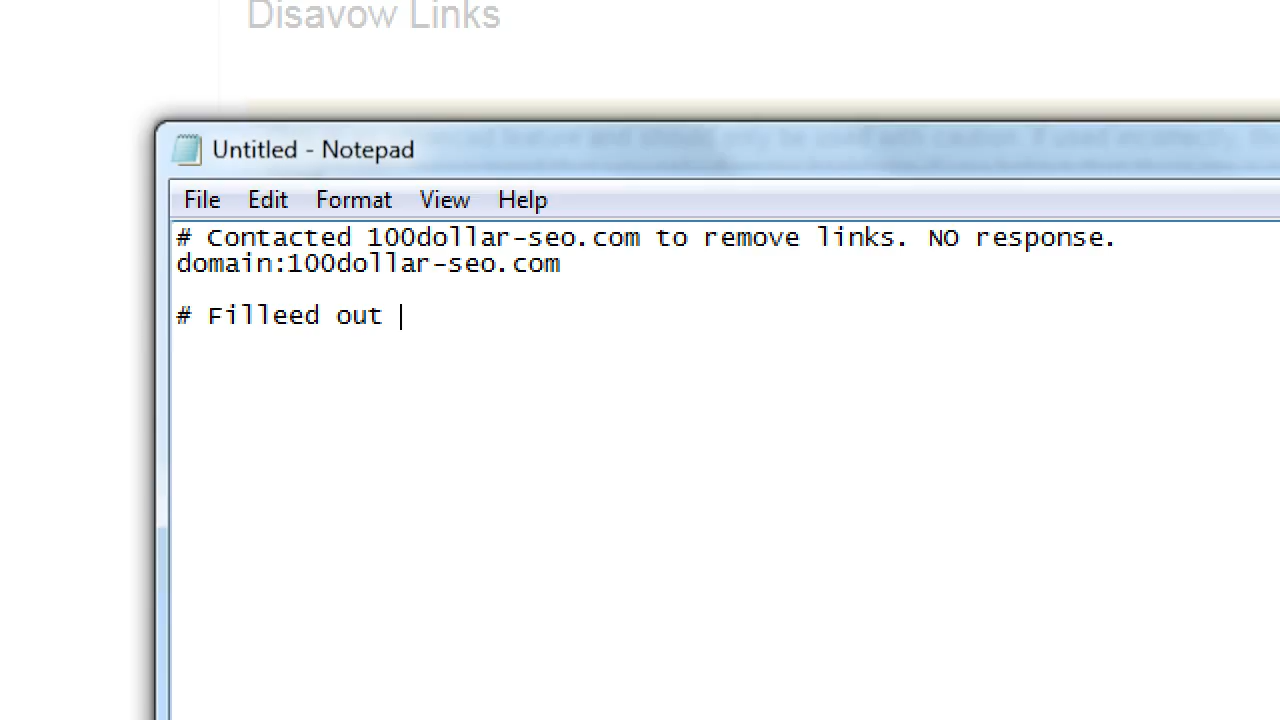 Disavow Links
Untitled - Notepad
File Edit Format View Help
# Contacted 100dollar-seo.com to remove links. NO response.
domain:100dollar-seo.com
# Filleed out